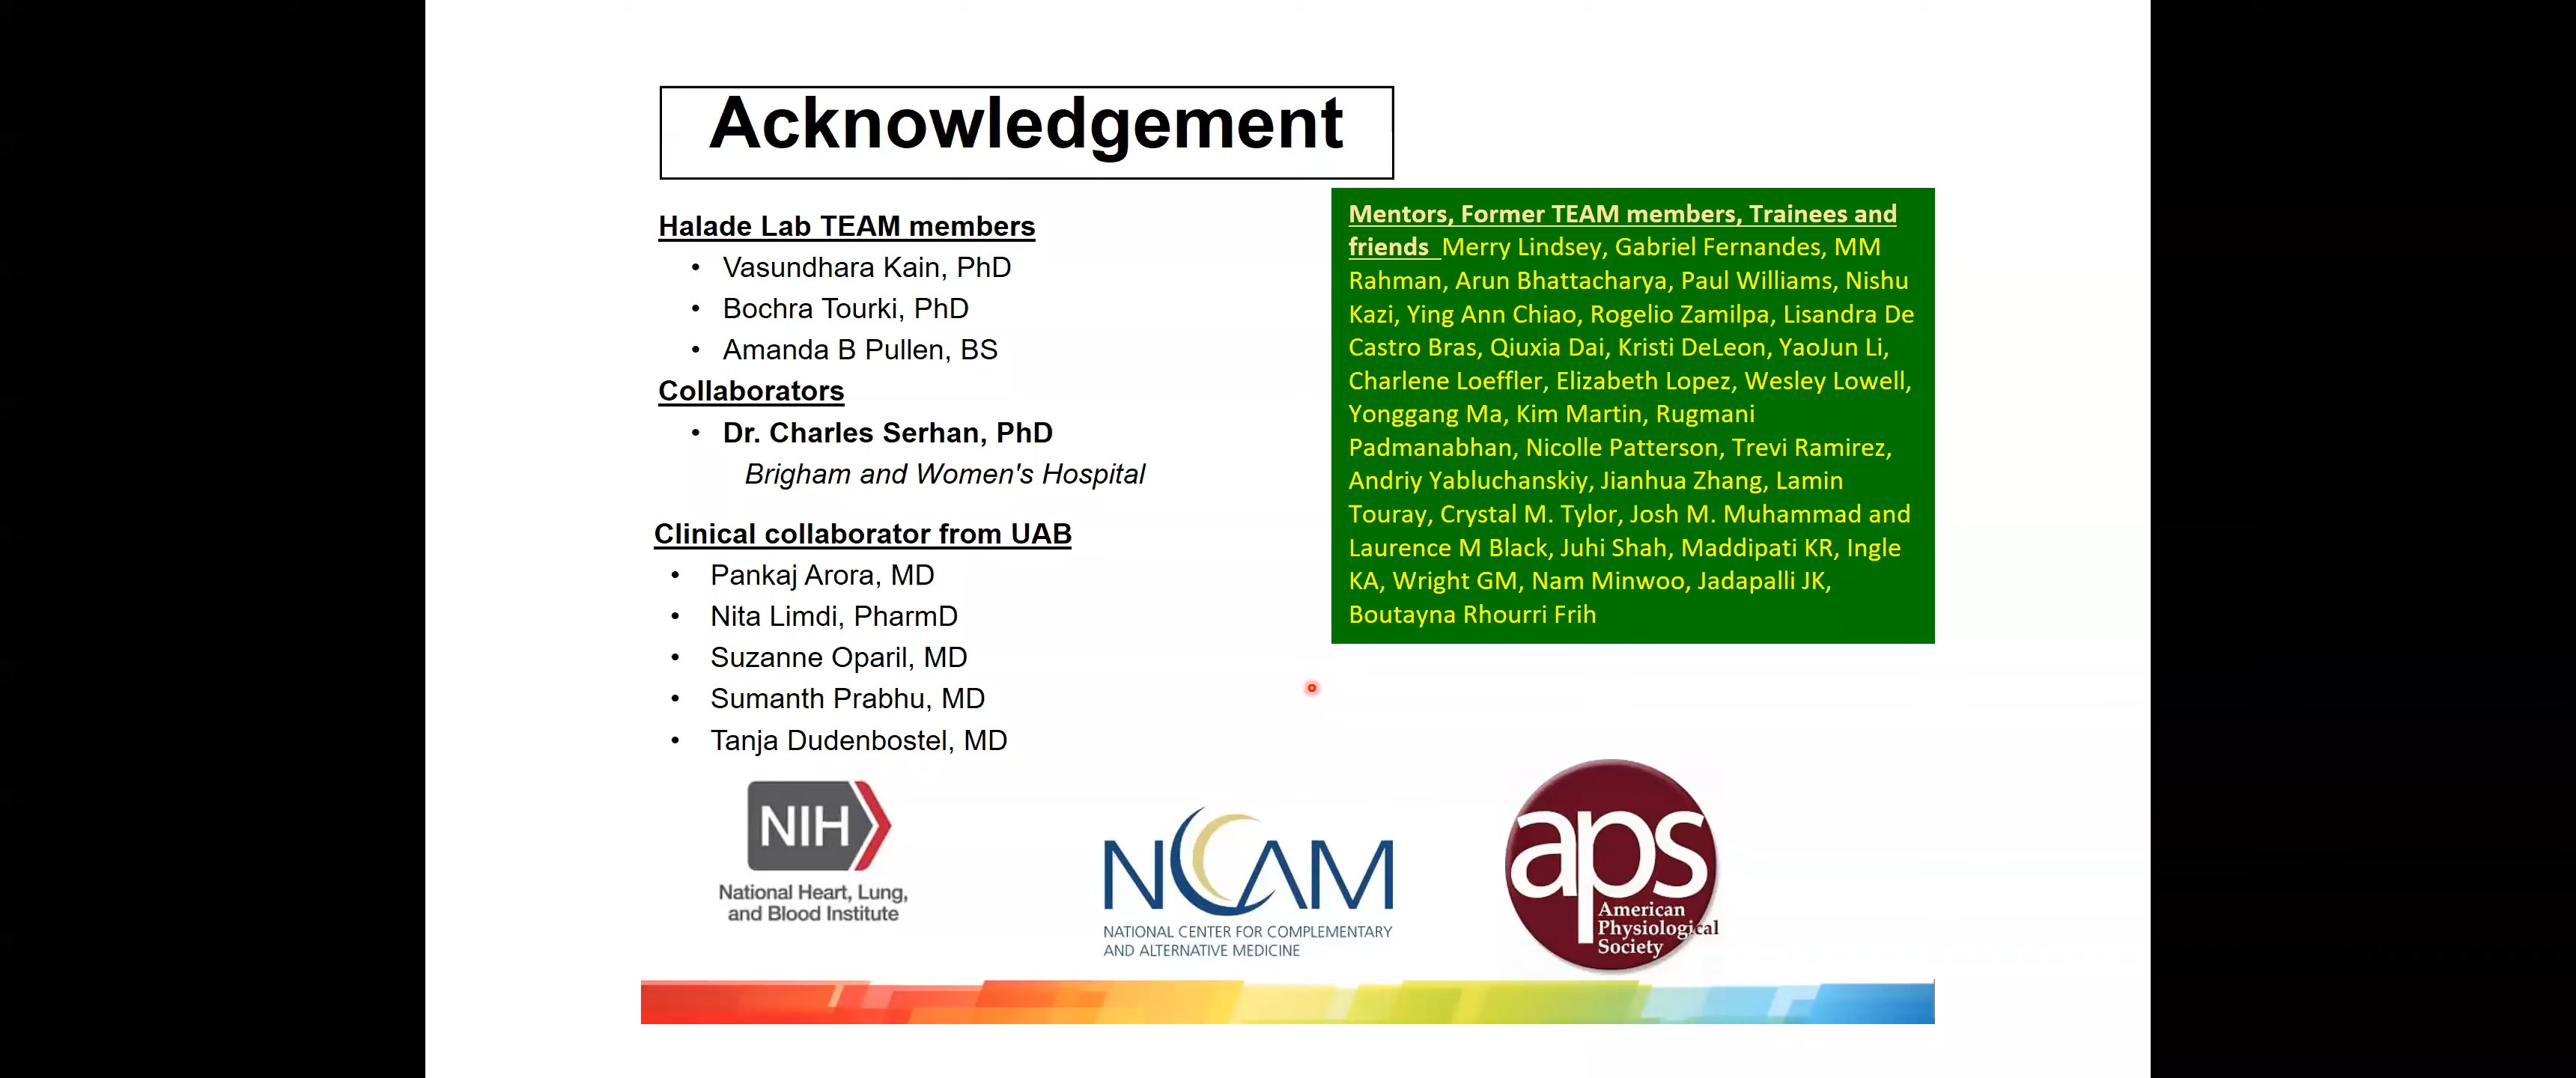 Acknowledgement
Halade Lab TEAM members
• Vasundhara Kain, PhD
• Bochra Tourki, PhD
• Amanda B Pullen, BS
Collaborators
• Dr. Charles Serhan, PhD
Brigham and Women's Hospital
Clinical collaborator from UAB
• Pankaj Arora, MD
• Nita Limdi, PharmD
• Suzanne Oparil, MD
• Sumanth Prabhu, MD
• Tanja Dudenbostel, MD
Mentors, Former TEAM members, Trainees and
friends Merry Lindsey, Gabriel Fernandes, MM
Rahman, Arun Bhattacharya, Paul Williams, Nishu
Kazi, Ying Ann Chiao, Rogelio Zamilpa, Lisandra De
Castro Bras, Qiuxia Dai, Kristi DeLeon, YaoJun Li,
Charlene Loeffler, Elizabeth Lopez, Wesley Lowell,
Yonggang Ma, Kim Martin, Rugmani
Padmanabhan, Nicolle Patterson, Trevi Ramirez,
Andriy Yabluchanskiy, Jianhua Zhang, Lamin
Touray, Crystal M. Tylor, Josh M. Muhammad and
Laurence M Black, Juhi Shah, Maddipati KR, Ingle
KA, Wright GM, Nam Minwoo, Jadapalli JK,
Boutayna Rhourri Frih
NIH
National Heart, Lung,
and Blood Institute
NCAM
NATIONAL CENTER FOR COMPLEMENTARY
AND ALTERNATIVE MEDICINE
aps
American
Physiological
Society